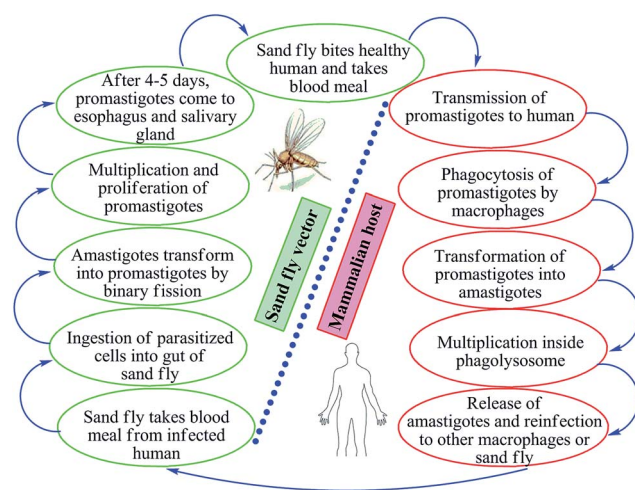 Sand fly bites healthy
human and takes
blood meal
After 4-5 days,
promastigotes come to
esophagus and salivary
gland
Multiplication and
proliferation of
promastigotes
Amastigotes transform
into promastigotes by
binary fission
Ingestion of parasitized
cells into gut of
sand fly
Sand fly takes blood
meal from infected
human
Sand fly vector
Mammalian host
Transmission of
promastigotes to human
Phagocytosis of
promastigotes by
macrophages
Transformation of
promastigotes into
amastigotes
Multiplication inside
phagolysosome
Release of
amastigotes and reinfection
to other macrophages or
sand fly